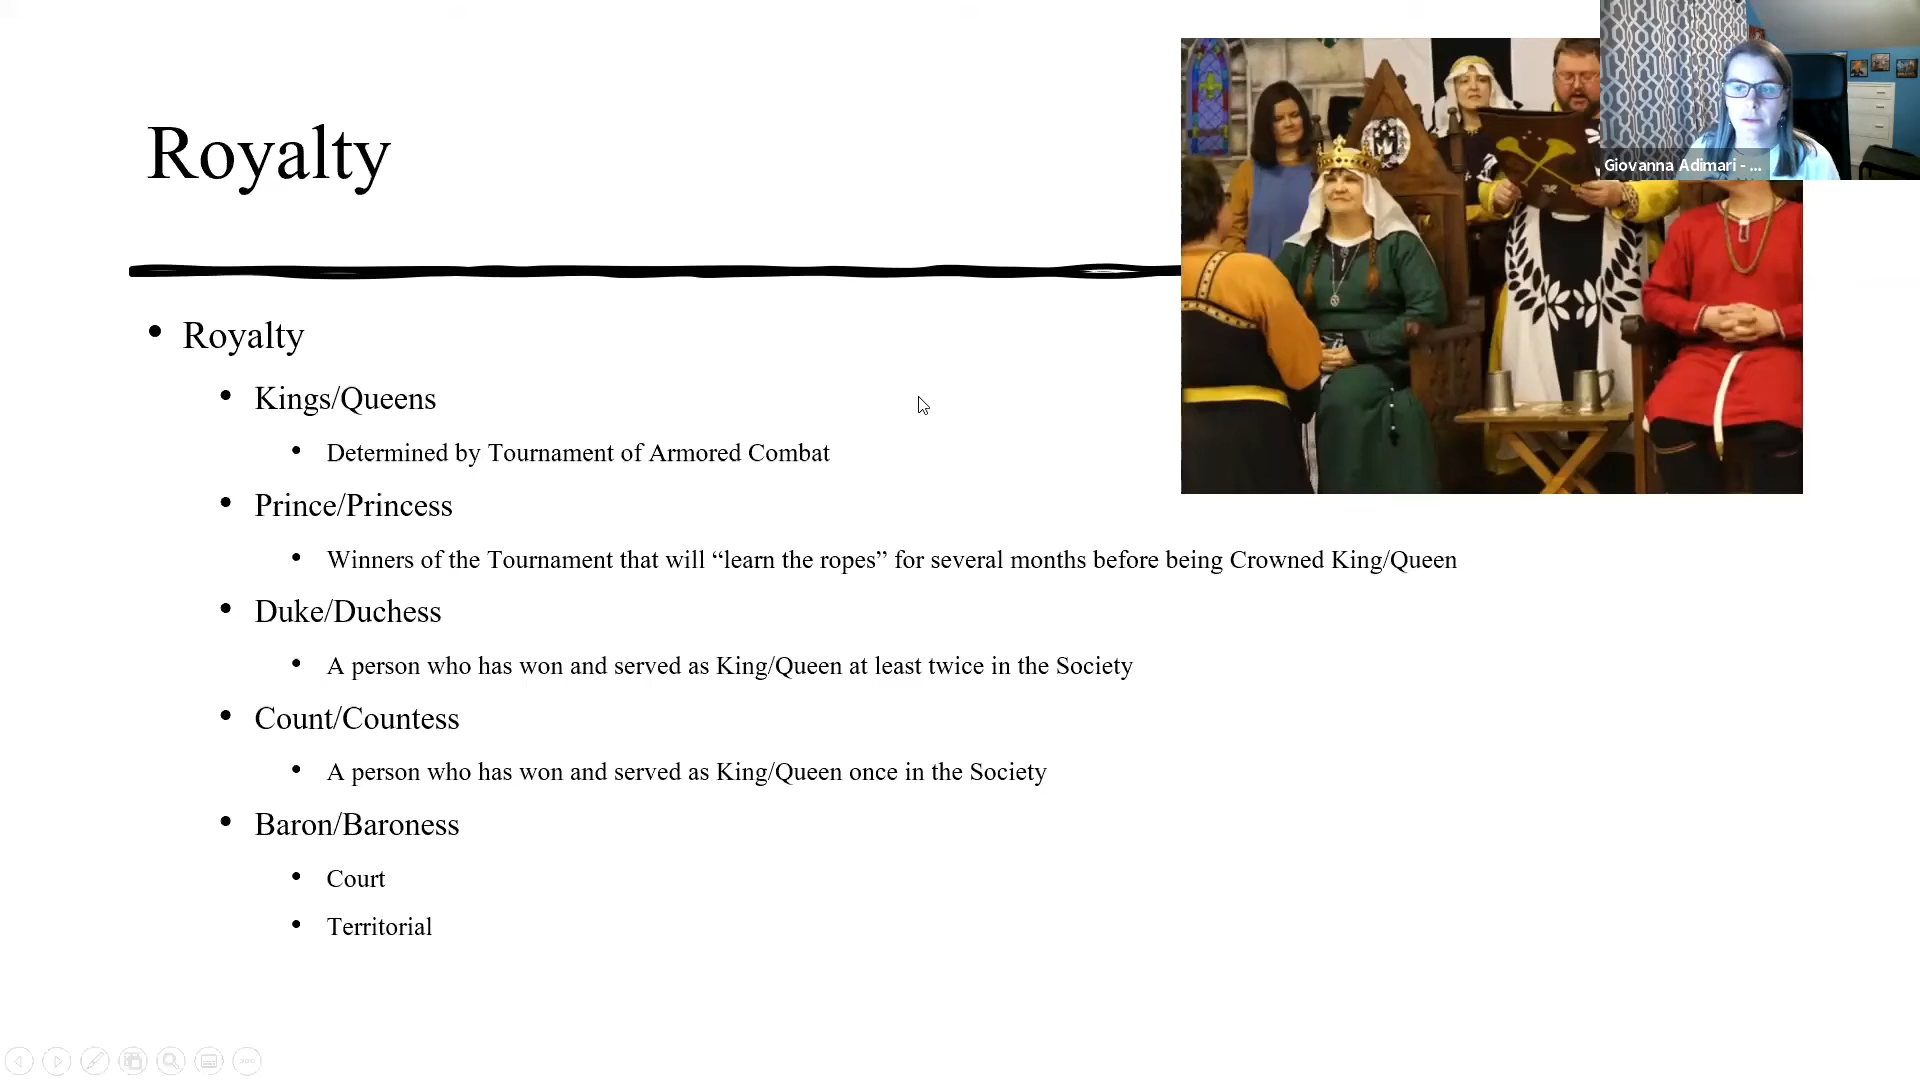 Royalty
Giovanna Adimari - ...
• Royalty
• Kings/Queens
• Determined by Tournament of Armored Combat
• Prince/Princess
• Winners of the Tournament that will “learn the ropes” for several months before being Crowned King/Queen
• Duke/Duchess
• A person who has won and served as King/Queen at least twice in the Society
• Count/Countess
• A person who has won and served as King/Queen once in the Society
• Baron/Baroness
• Court
• Territorial